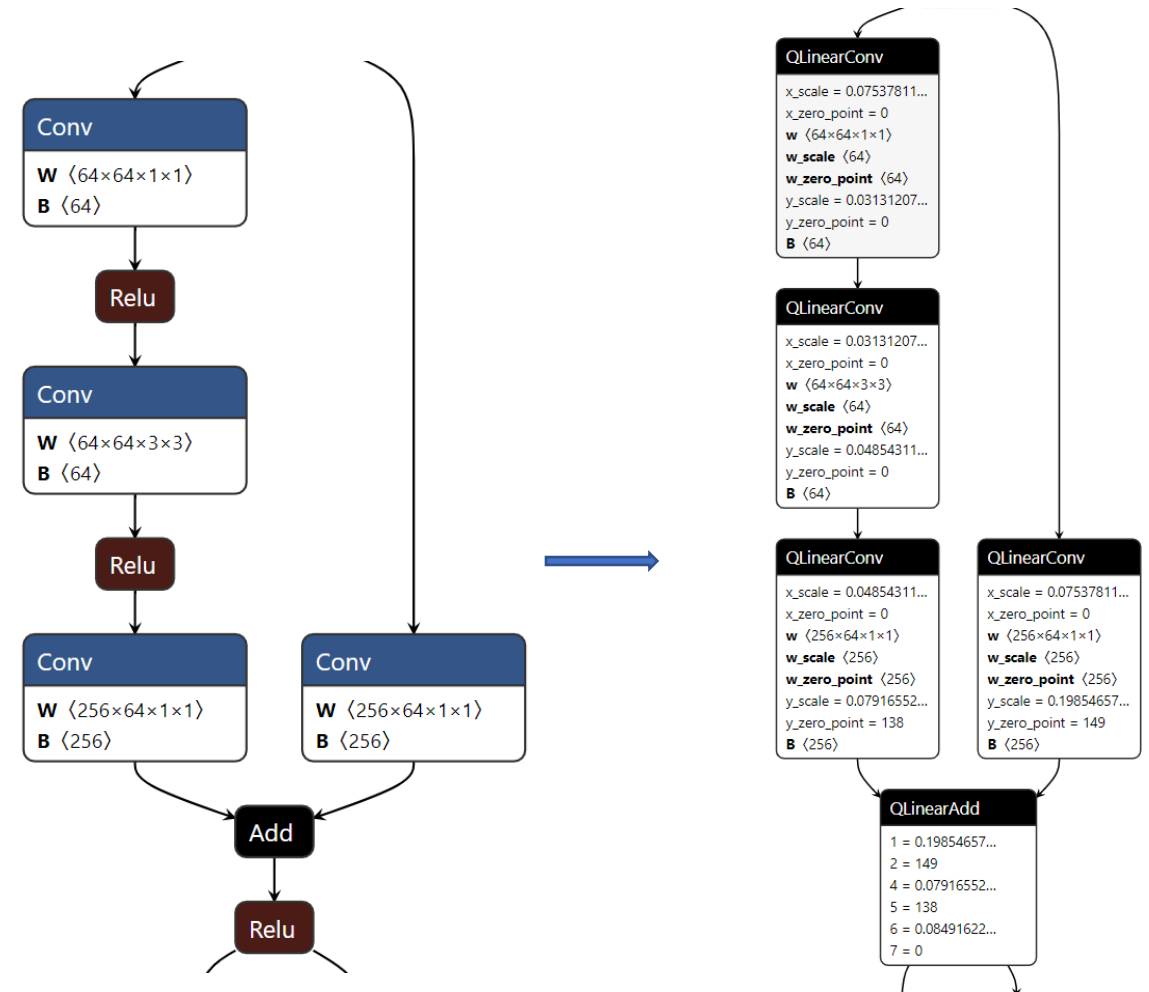 Conv
W ⟨64×64×1×1⟩
B ⟨64⟩
Relu
Conv
W ⟨64×64×3×3⟩
B ⟨64⟩
Relu
Conv
W ⟨256×64×1×1⟩
B ⟨256⟩
Conv
W ⟨256×64×1×1⟩
B ⟨256⟩
Add
Relu
QLinearConv
x_scale = 0.07537811...
x_zero_point = 0
w ⟨64×64×1×1⟩
w_scale ⟨64⟩
w_zero_point ⟨64⟩
y_scale = 0.03131207...
y_zero_point = 0
B ⟨64⟩
QLinearConv
x_scale = 0.03131207...
x_zero_point = 0
w ⟨64×64×3×3⟩
w_scale ⟨64⟩
w_zero_point ⟨64⟩
y_scale = 0.04854311...
y_zero_point = 0
B ⟨64⟩
QLinearConv
x_scale = 0.04854311...
x_zero_point = 0
w ⟨256×64×1×1⟩
w_scale ⟨256⟩
w_zero_point ⟨256⟩
y_scale = 0.07916552...
y_zero_point = 138
B ⟨256⟩
QLinearConv
x_scale = 0.07537811...
x_zero_point = 0
w ⟨256×64×1×1⟩
w_scale ⟨256⟩
w_zero_point ⟨256⟩
y_scale = 0.19854657...
y_zero_point = 149
B ⟨256⟩
QLinearAdd
1 = 0.19854657...
2 = 149
4 = 0.07916552...
5 = 138
6 = 0.08491622...
7 = 0